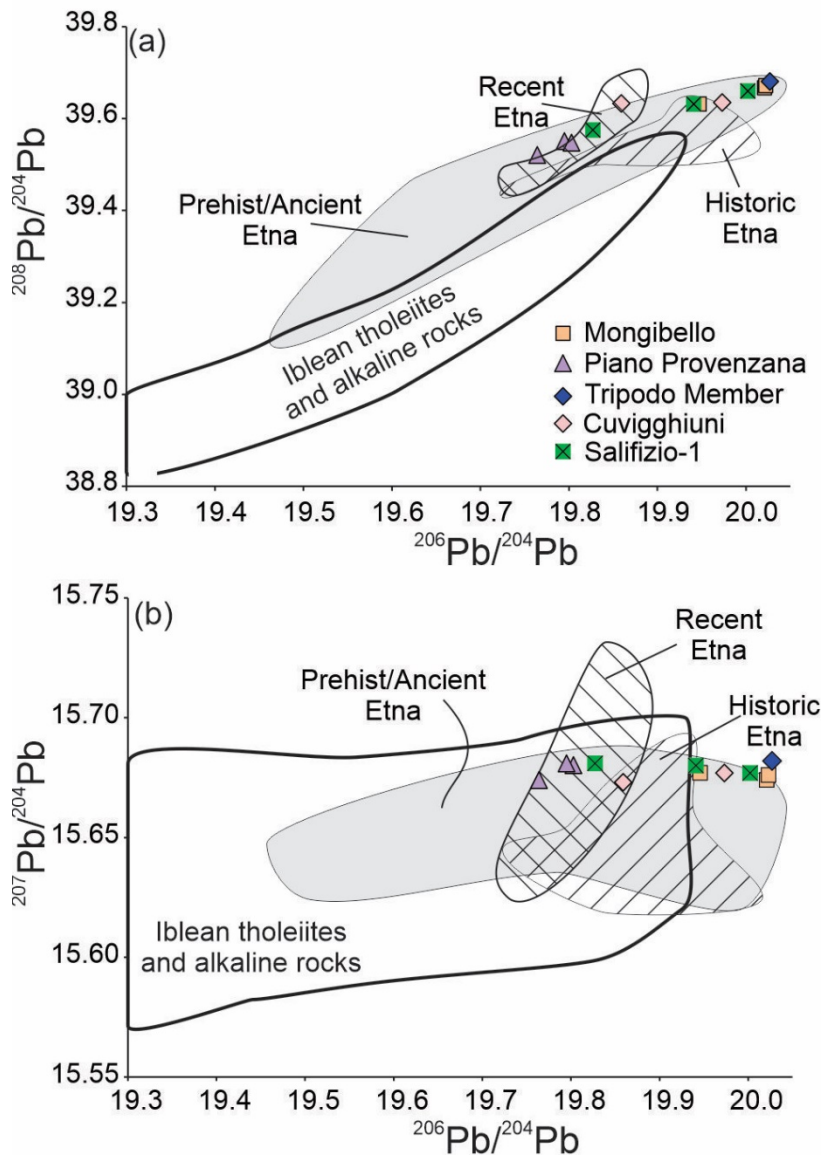 (a)
39.8
39.6
39.4
39.2
39.0
38.8
208Pb/204Pb
Recent
Etna
Prehist/Ancient
Etna
Historic
Etna
Iblean tholeiites
and alkaline rocks
Mongibello
Piano Provenzana
Tripodo Member
Cuvigghiuni
Salifizio-1
19.3 19.4 19.5 19.6 19.7 19.8 19.9 20.0
206Pb/204Pb
(b)
15.75
15.70
15.65
15.60
15.55
207Pb/204Pb
Recent
Etna
Prehist/Ancient
Etna
Historic
Etna
Iblean tholeiites
and alkaline rocks
19.3 19.4 19.5 19.6 19.7 19.8 19.9 20.0
206Pb/204Pb